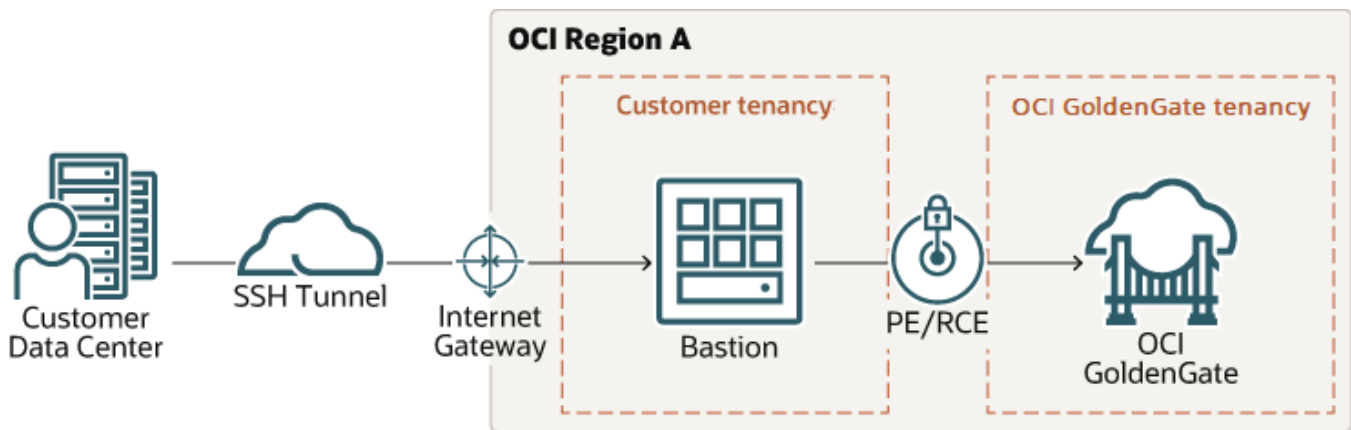 OCI Region A
Customer tenancy
OCI GoldenGate tenancy
Customer
Data Center
SSH Tunnel
Internet
Gateway
Bastion
PE/RCE
OCI
GoldenGate